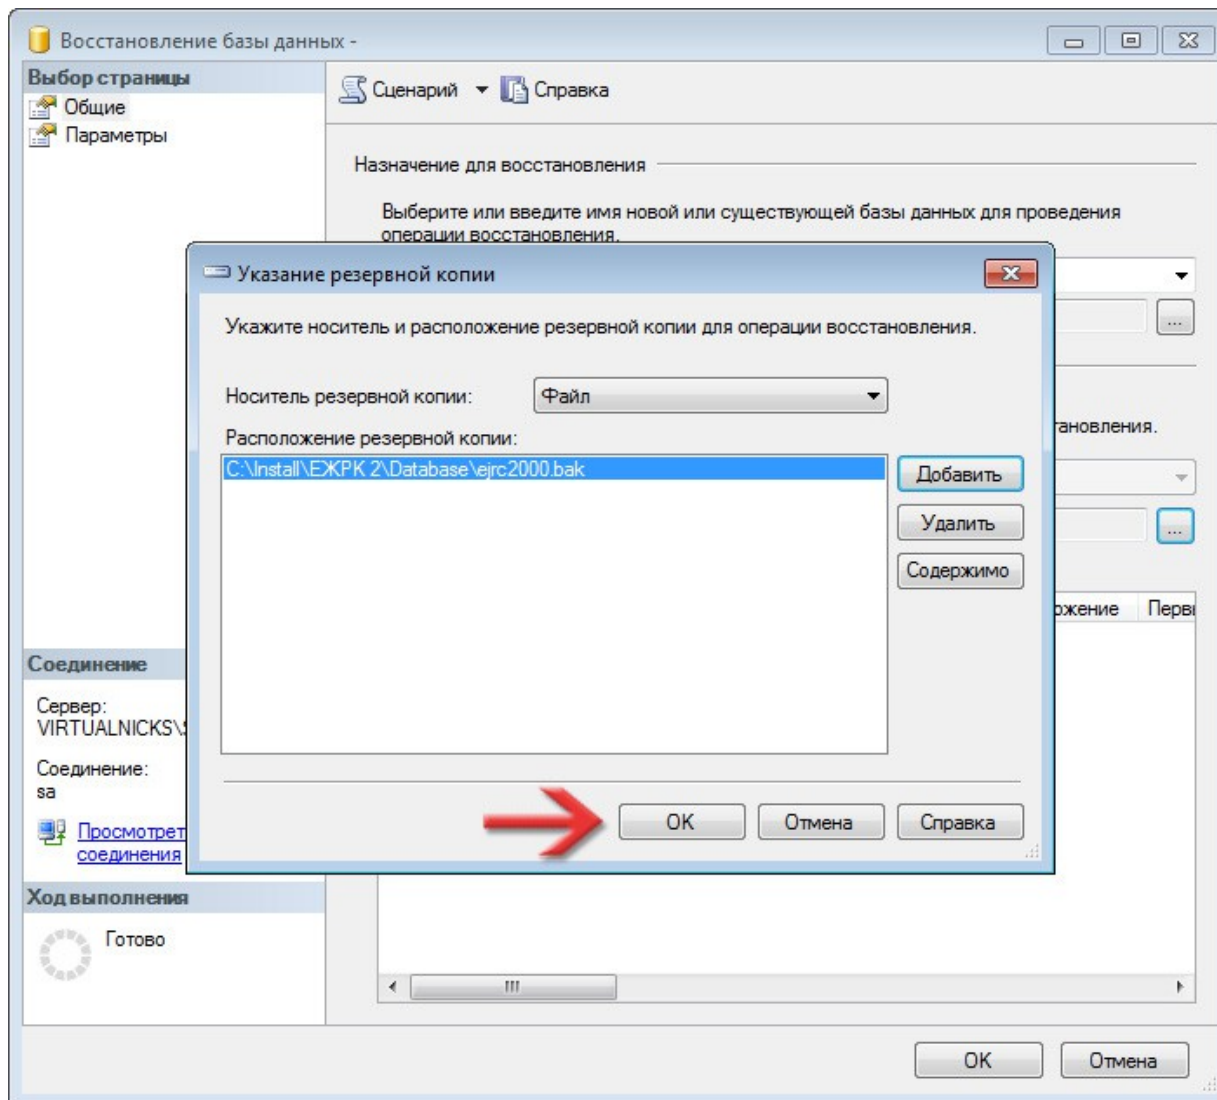 Восстановление базы данных -
Выбор страницы
Общие
Параметры
Сценарий
Справка
Назначение для восстановления
Выберите или введите имя новой или существующей базы данных для проведения
операции восстановления.
Указание резервной копии
Укажите носитель и расположение резервной копии для операции восстановления.
Носитель резервной копии:
Файл
Расположение резервной копии:
C:\Install\ЕЖРК 2\Database\ejrc2000.bak
Добавить
Удалить
Содержимо
OK
Отмена
Справка
...
ановления.
...
ожение
Первы
Соединение
Сервер:
VIRTUALNICKS\
Соединение:
sa
Просмотрет
соединения
Ход выполнения
Готово
OK
Отмена